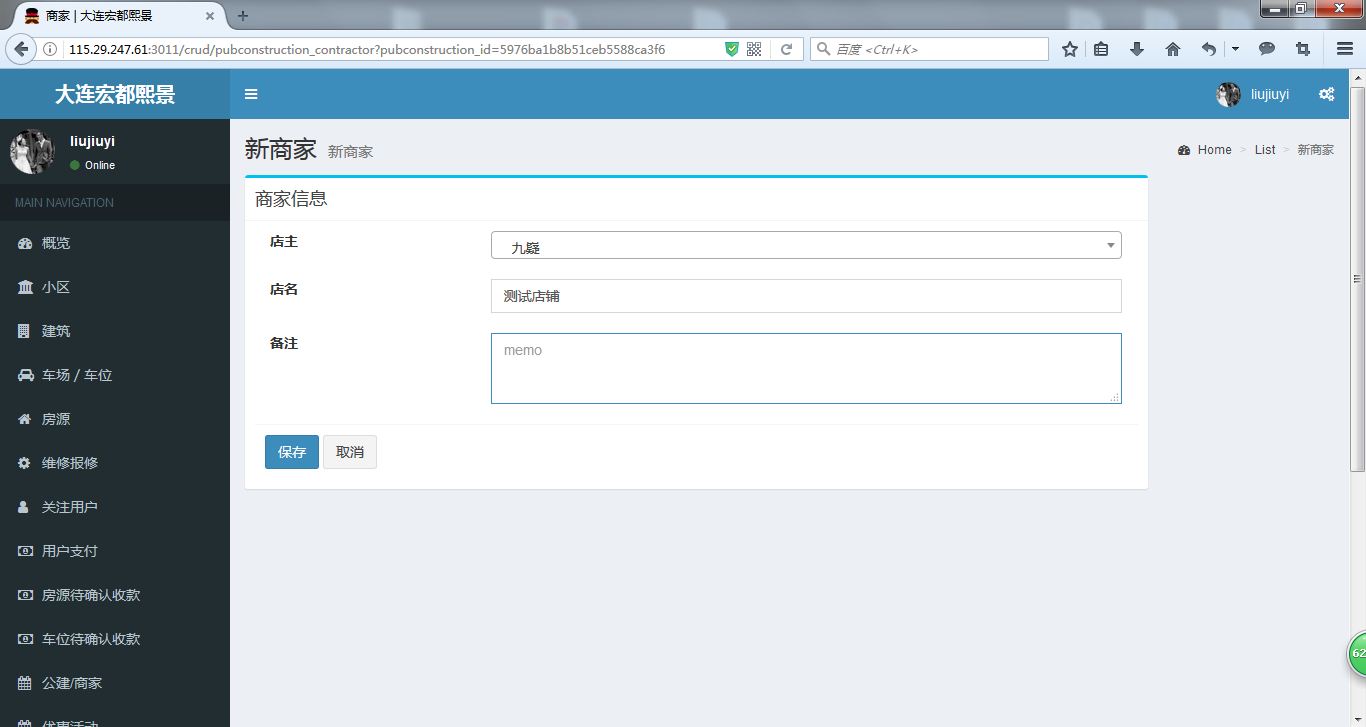 商家 | 大连宏都熙景
115.29.247.61:3011/crud/pubconstruction_contractor?pubconstruction_id=5976ba1b8b51ceb5588ca3f6
百度 <Ctrl+K>
大连宏都熙景
liujiuyi
liujiuyi
Online
新商家 新商家
Home > List > 新商家
MAIN NAVIGATION
商家信息
概览
店主
九嶷
小区
店名
测试店铺
建筑
备注
memo
车场 / 车位
房源
维修报修
保存
取消
关注用户
用户支付
房源待确认收款
车位待确认收款
62
公建/商家
优惠活动